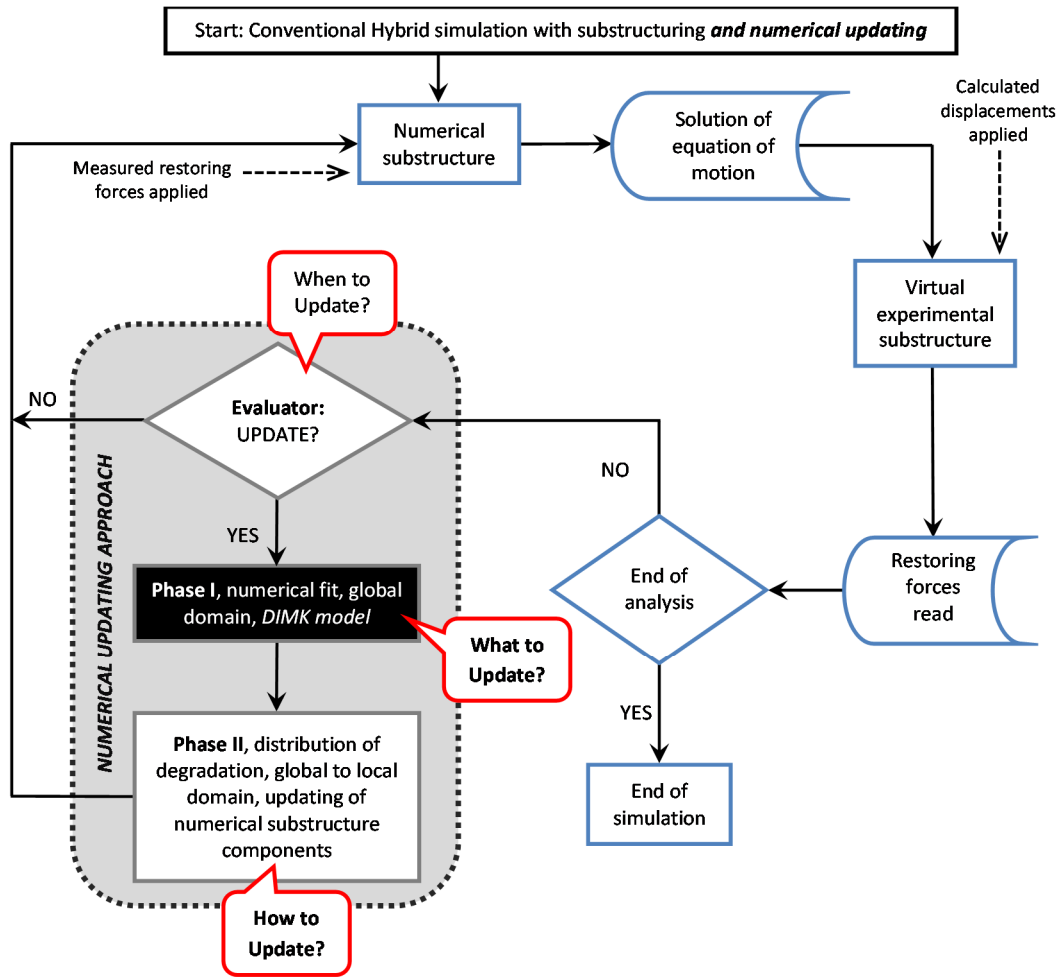 Start: Conventional Hybrid simulation with substructuring and numerical updating
Calculated
displacements
applied
Numerical
substructure
Solution of
equation of
motion
Measured restoring
forces applied
Virtual
experimental
substructure
When to
Update?
NO
Evaluator:
UPDATE?
YES
NUMERICAL UPDATING APPROACH
Phase I, numerical fit, global
domain, DIMK model
What to
Update?
Phase II, distribution of
degradation, global to local
domain, updating of
numerical substructure
components
How to
Update?
NO
End of
analysis
Restoring
forces
read
YES
End of
simulation